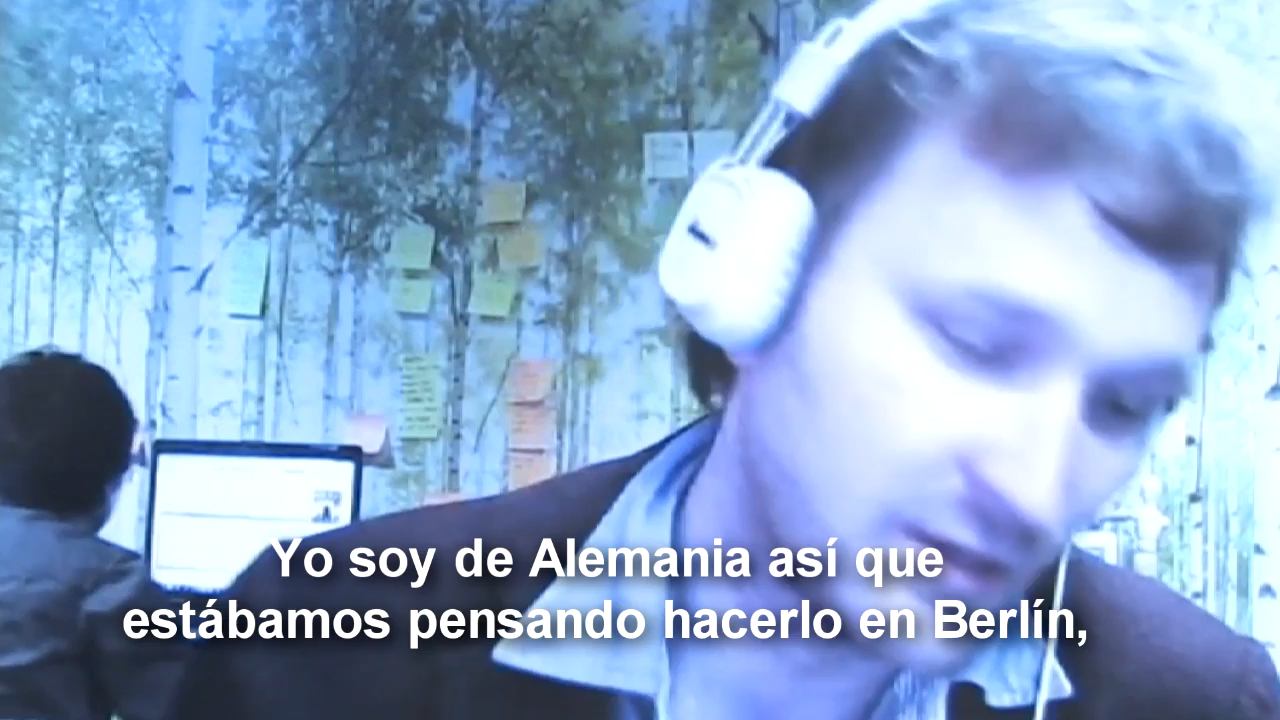 Yo soy de Alemania así que
estábamos pensando hacerlo en Berlín,